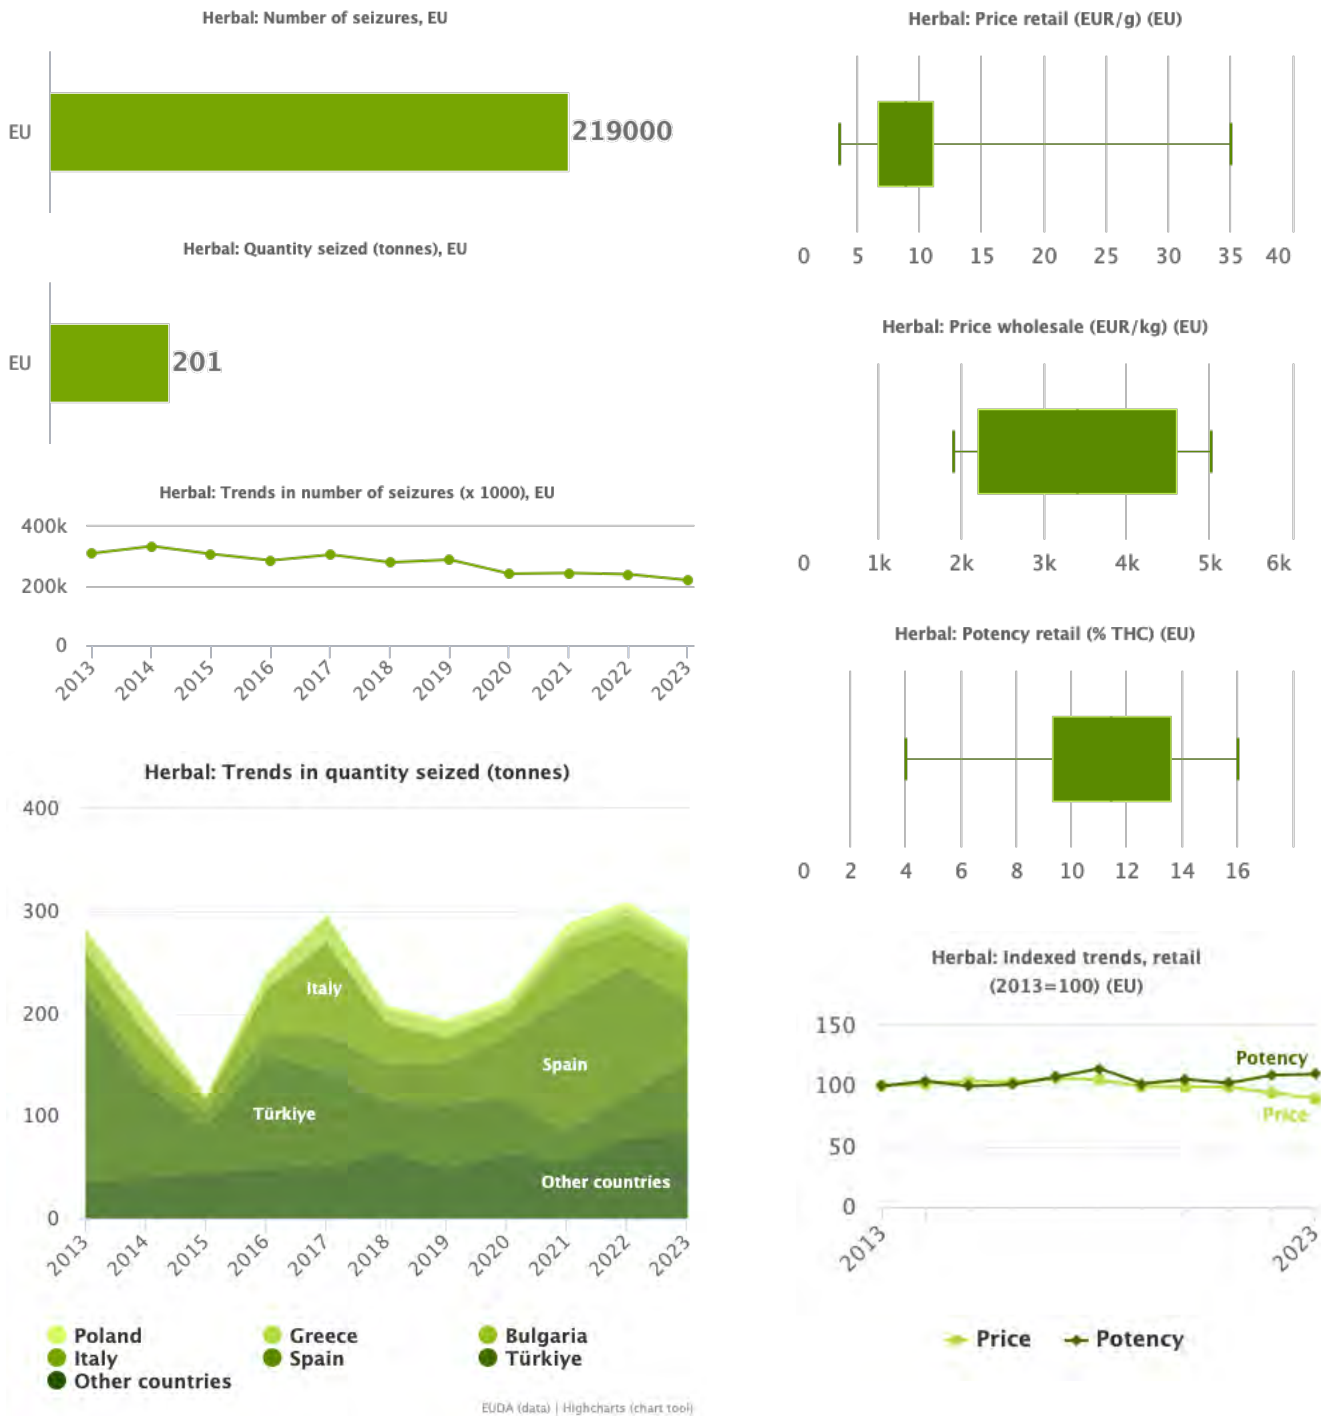 Herbal: Number of seizures, EU
EU
219000
Herbal: Quantity seized (tonnes), EU
EU
201
Herbal: Trends in number of seizures (x 1000), EU
400k
200k
0
2013 2014 2015 2016 2017 2018 2019 2020 2021 2022 2023
Herbal: Trends in quantity seized (tonnes)
400
300
200
100
0
Italy
Spain
Türkiye
Other countries
2013 2014 2015 2016 2017 2018 2019 2020 2021 2022 2023
Poland Greece Bulgaria
Italy Spain Türkiye
Other countries
EUDA (data) | Highcharts (chart tool)
Herbal: Price retail (EUR/g) (EU)
0 5 10 15 20 25 30 35 40
Herbal: Price wholesale (EUR/kg) (EU)
0 1k 2k 3k 4k 5k 6k
Herbal: Potency retail (% THC) (EU)
0 2 4 6 8 10 12 14 16
Herbal: Indexed trends, retail
(2013=100) (EU)
150
100
50
0
Potency
Price
2013 2023
Price Potency